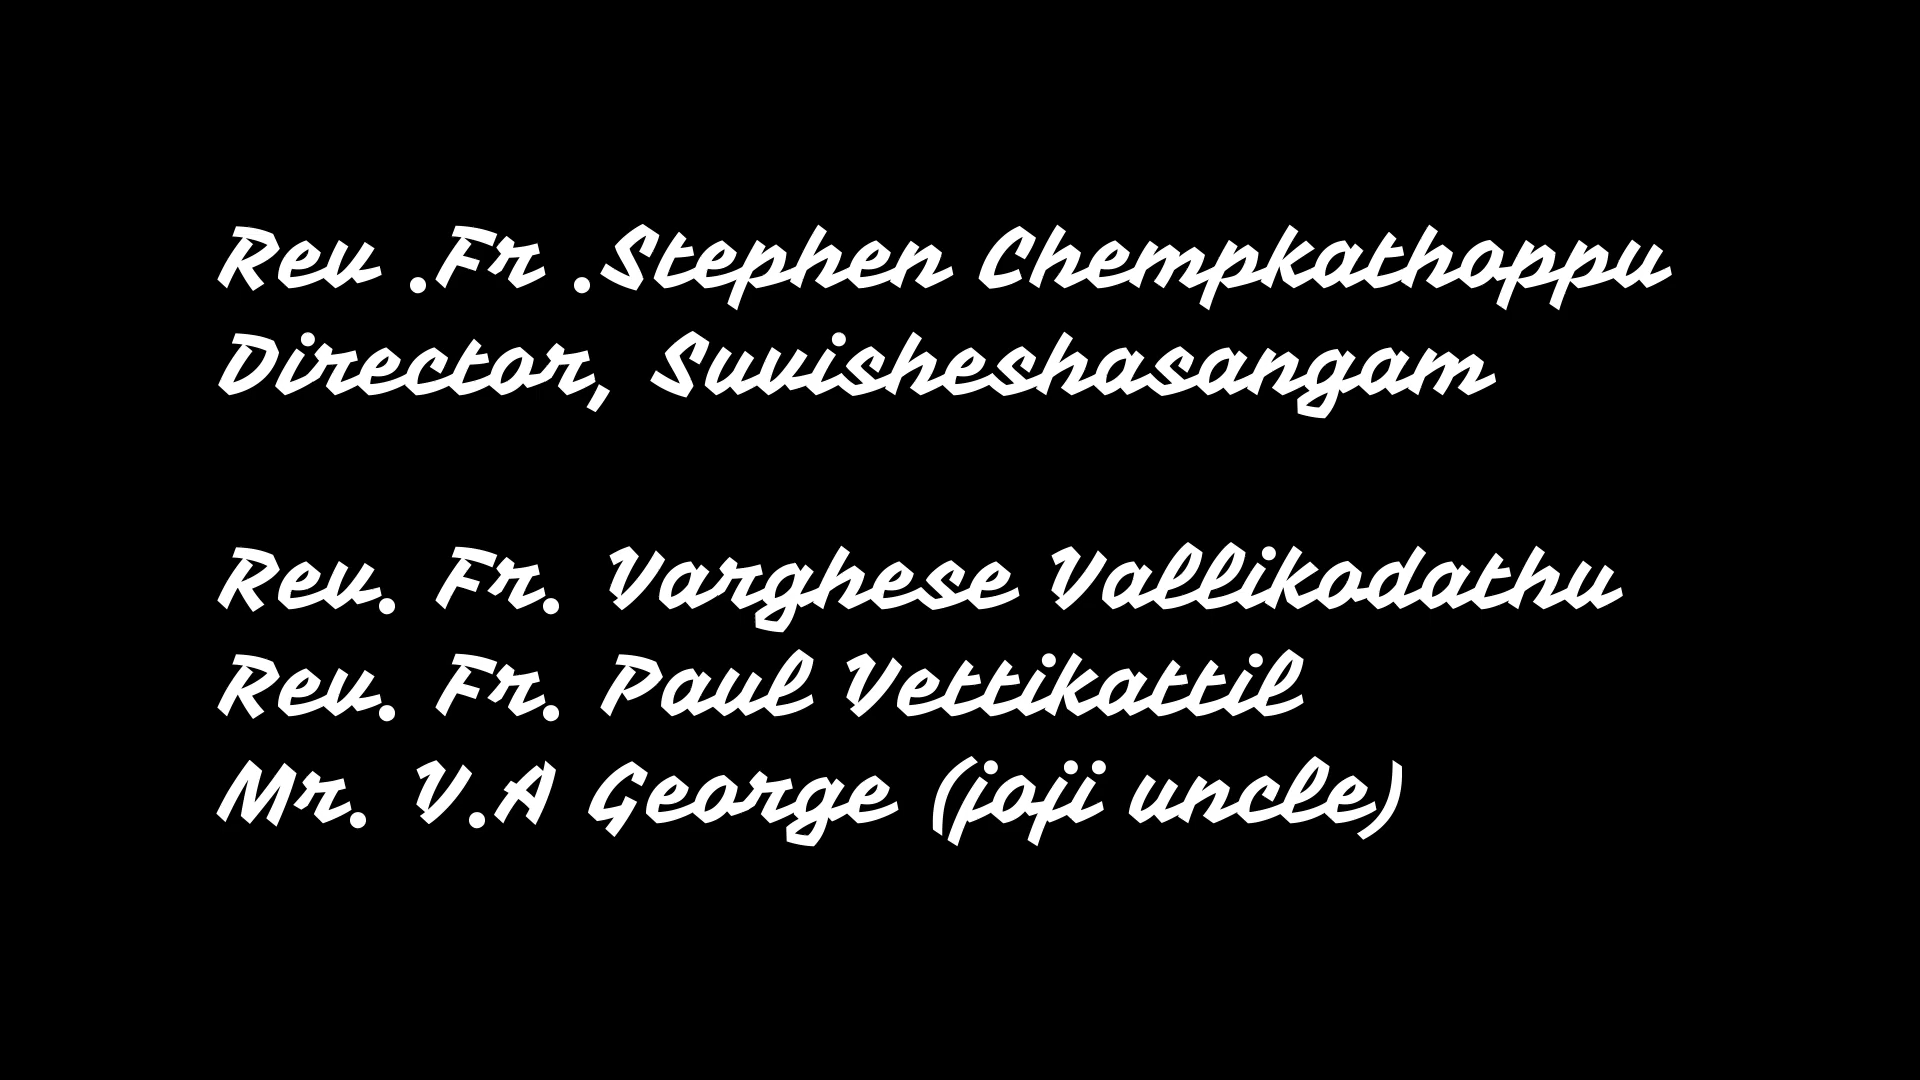 Rev .Fr .Stephen Chempkathoppu
Director, Suvisheshasangam
Rev. Fr. Varghese Vallikodathu
Rev. Fr. Paul Vettikattil
Mr. V.A George (joji uncle)